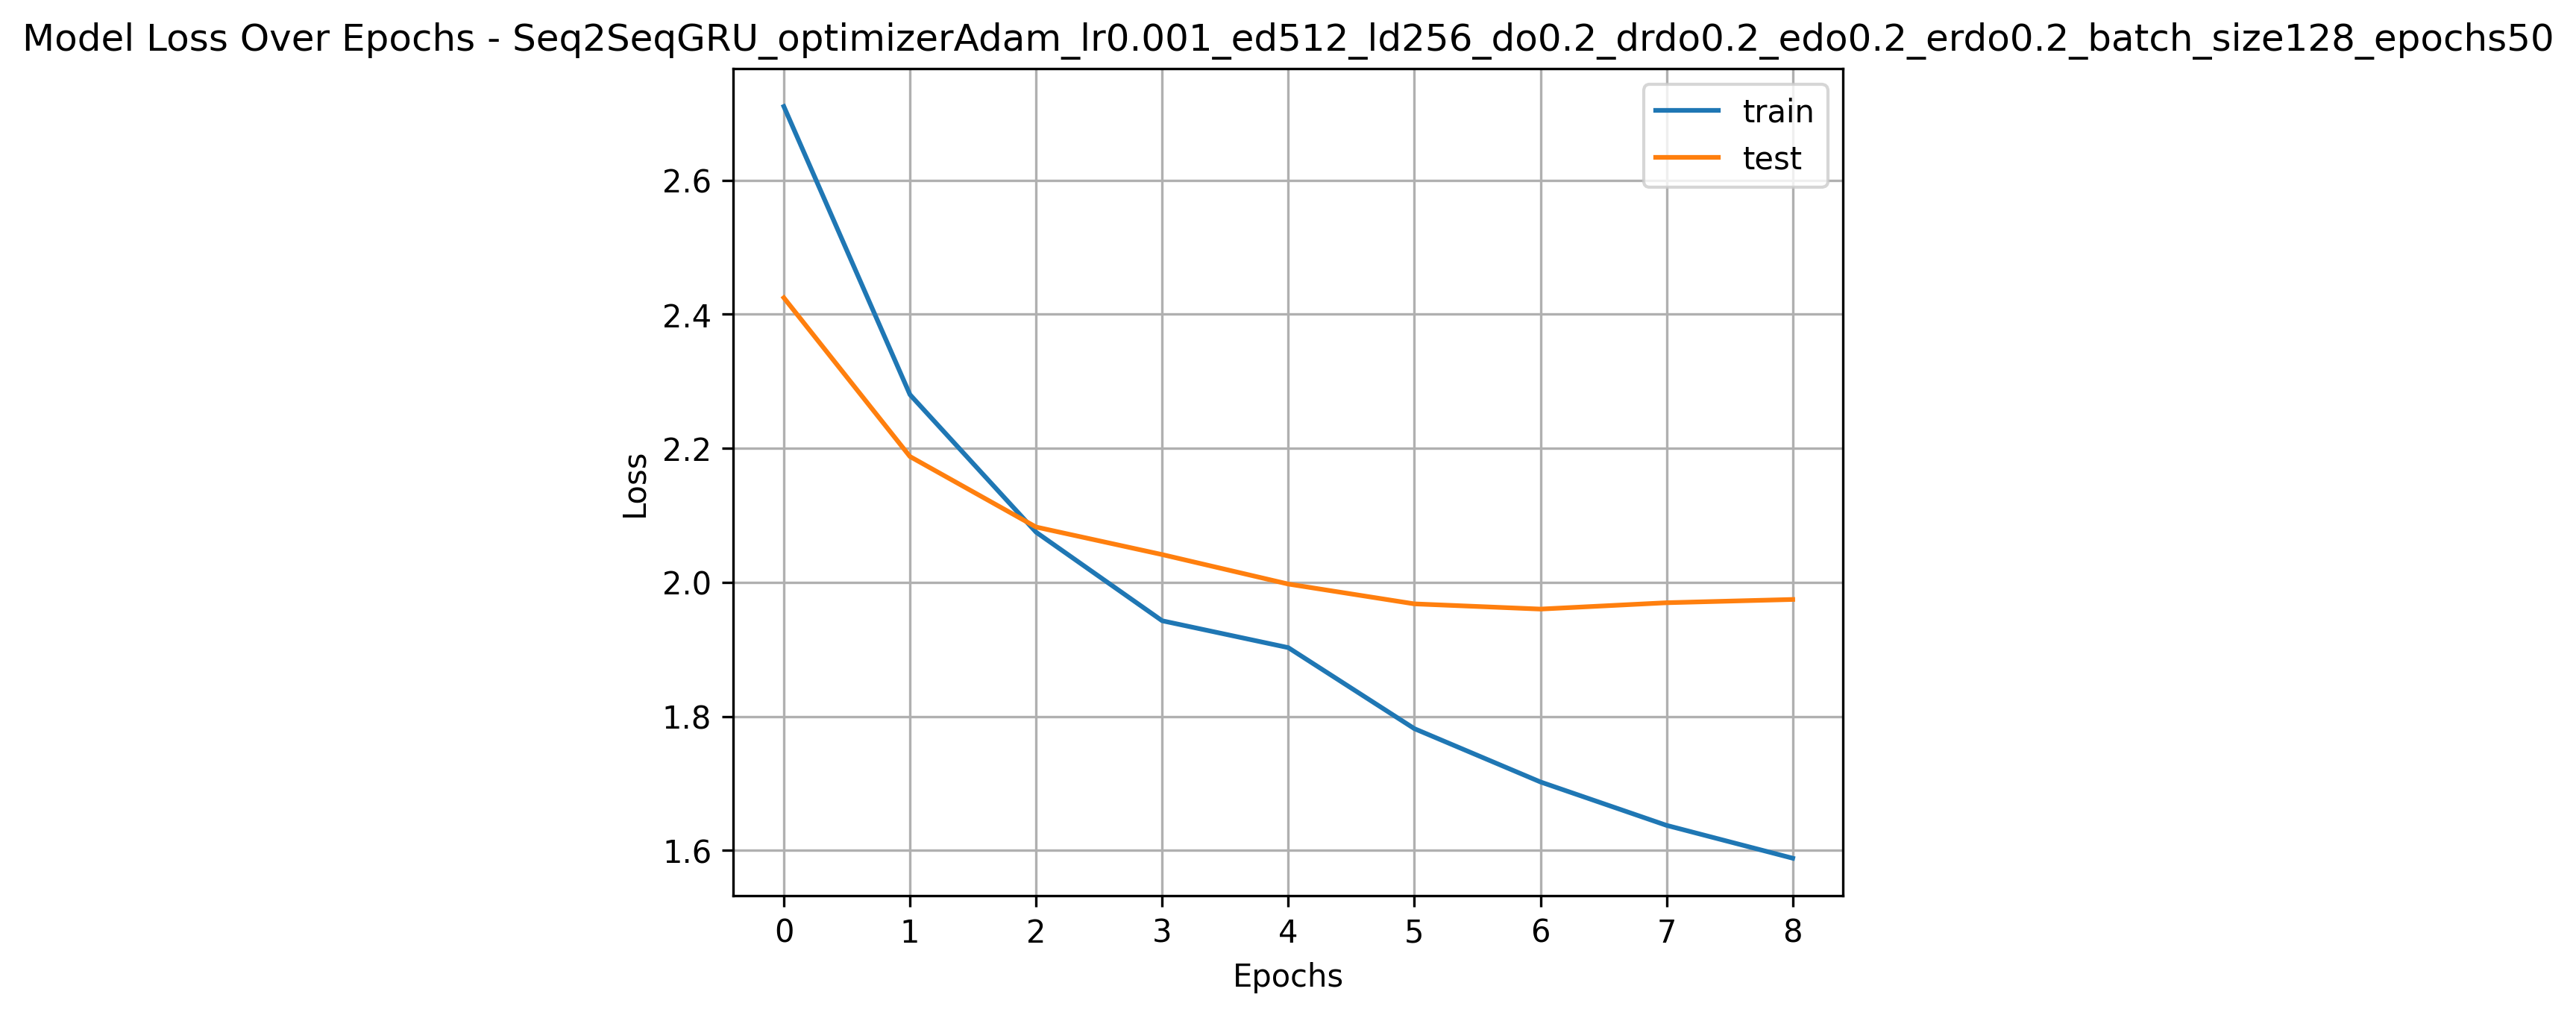 Model Loss Over Epochs - Seq2SeqGRU_optimizerAdam_lr0.001_ed512_ld256_do0.2_drdo0.2_edo0.2_erdo0.2_batch_size128_epochs50
train
test
2.6
2.4
2.2
2.0
1.8
1.6
Loss
0 1 2 3 4 5 6 7 8
Epochs